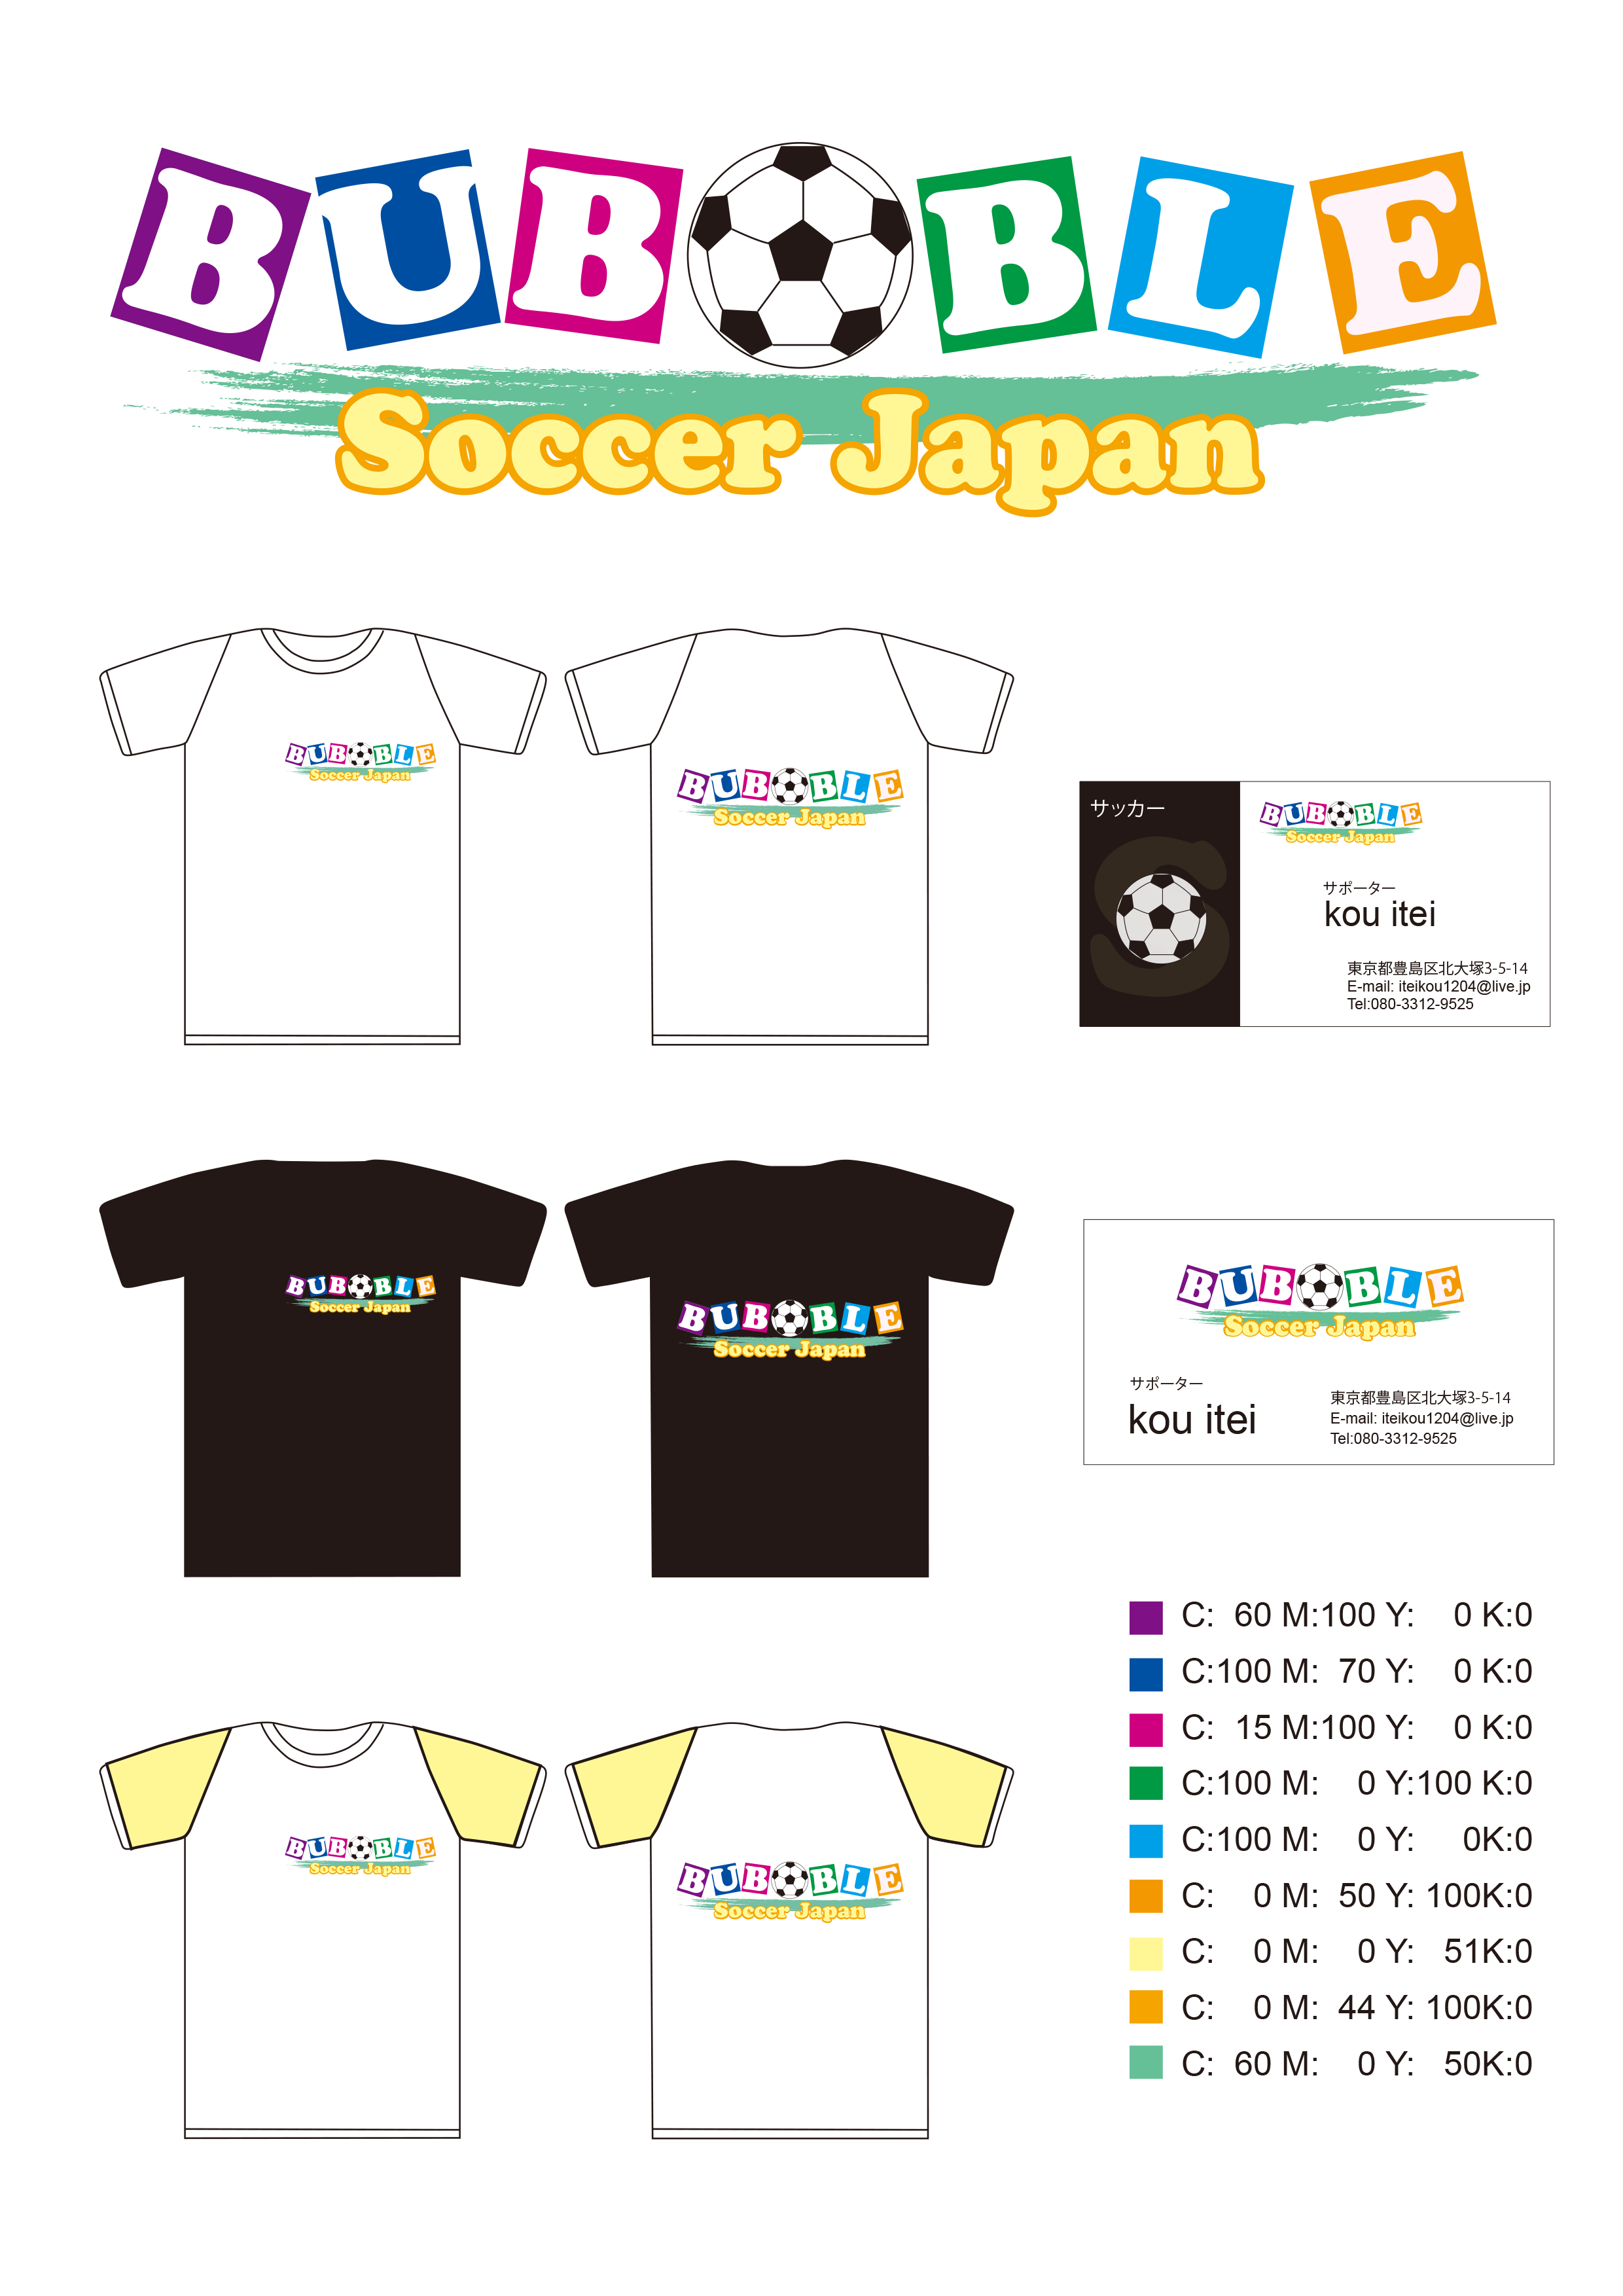 BUBBLE
Soccer Japan
BUBBLE
Soccer Japan
BUBBLE
Soccer Japan
サッカー
BUBBLE
Soccer Japan
サポーター
kou itei
東京都豊島区北大塚3-5-14
E-mail: iteikou1204@live.jp
Tel:080-3312-9525
BUBBLE
Soccer Japan
BUBBLE
Soccer Japan
BUBBLE
Soccer Japan
サポーター
kou itei
東京都豊島区北大塚3-5-14
E-mail: iteikou1204@live.jp
Tel:080-3312-9525
BUBBLE
Soccer Japan
BUBBLE
Soccer Japan
C: 60 M:100 Y: 0 K:0
C:100 M: 70 Y: 0 K:0
C: 15 M:100 Y: 0 K:0
C:100 M: 0 Y:100 K:0
C:100 M: 0 Y: 0K:0
C: 0 M: 50 Y: 100K:0
C: 0 M: 0 Y: 51K:0
C: 0 M: 44 Y: 100K:0
C: 60 M: 0 Y: 50K:0